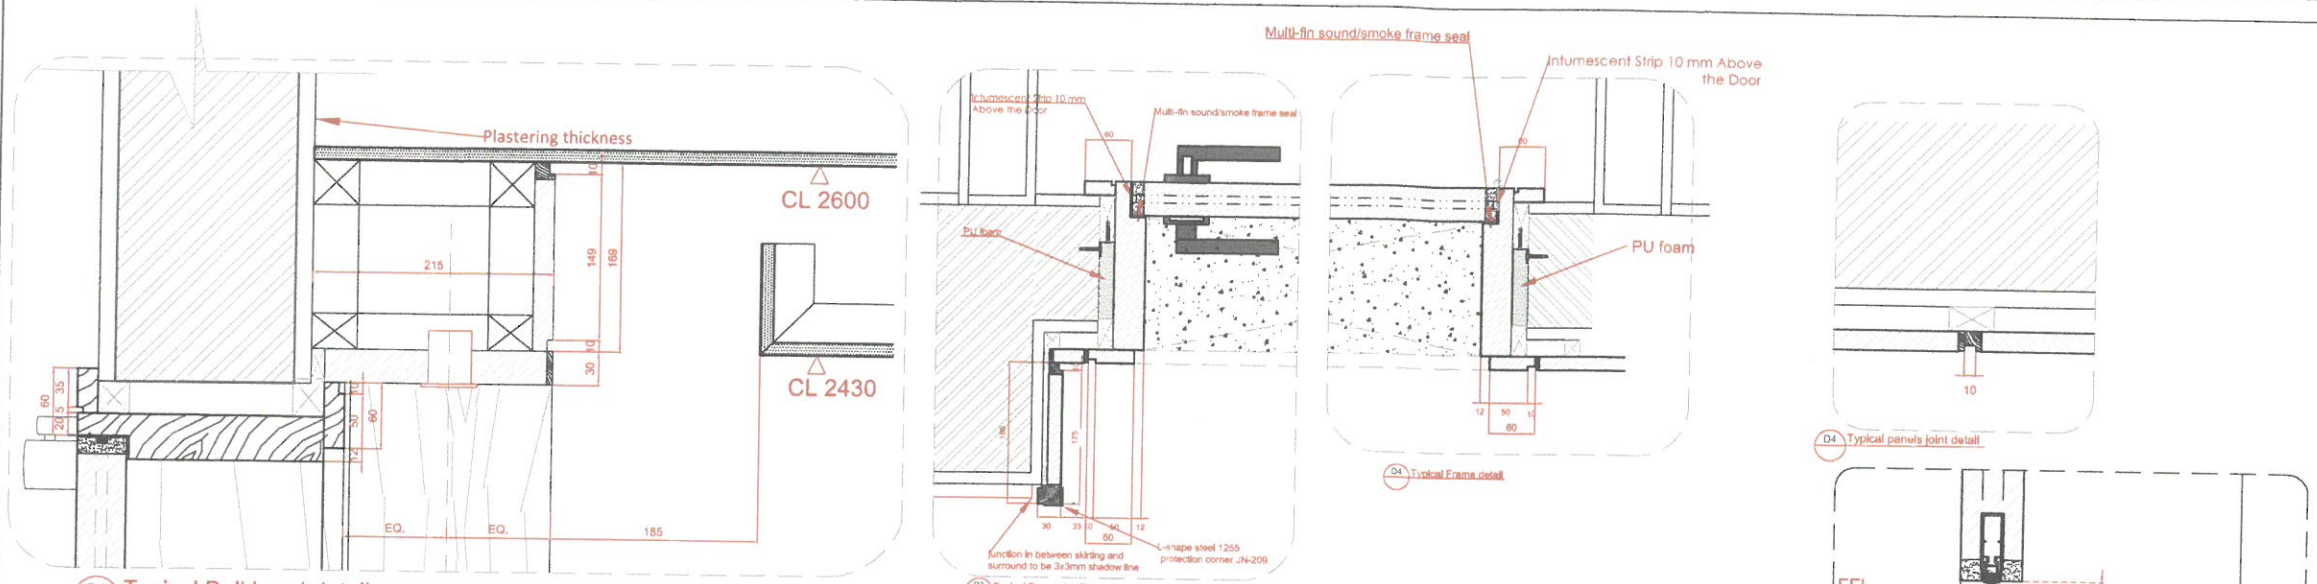 Plastering thickness
10
CL 2600
215
149
169
10
30
CL 2430
60
35
5
20
10
50
60
12
EQ.
EQ.
185
Multi-fin sound/smoke frame seal
Intumescent Strip 10 mm Above
the Door
Intumescent Strip 10 mm
Above the Door
Multi-fin sound/smoke frame seal
60
60
PU foam
PU foam
175
30
12
60
Junction in between skirting and
surround to be 3x3mm shadow line
L-shape steel 1255
protection corner JN-209
12
50
10
60
D4 Typical Frame detail
10
D4 Typical panels joint detail